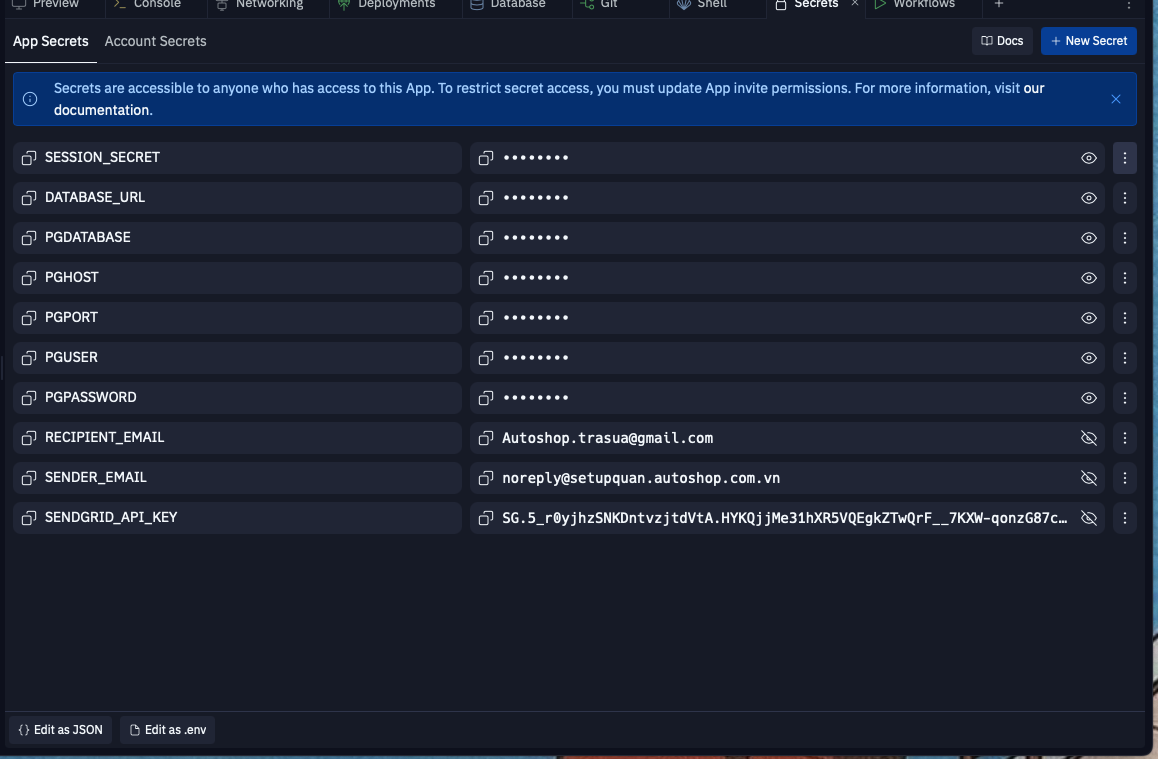 Preview Console Networking Deployments Database Git Shell Secrets Workflows
App Secrets Account Secrets Docs + New Secret
Secrets are accessible to anyone who has access to this App. To restrict secret access, you must update App invite permissions. For more information, visit our
documentation.
SESSION_SECRET ••••••••
DATABASE_URL ••••••••
PGDATABASE ••••••••
PGHOST ••••••••
PGPORT ••••••••
PGUSER ••••••••
PGPASSWORD ••••••••
RECIPIENT_EMAIL Autoshop.trasua@gmail.com
SENDER_EMAIL noreply@setupquan.autoshop.com.vn
SENDGRID_API_KEY SG.5_r0yjhzSNKDntvzjtdVtA.HYKQjjMe31hXR5VQEgkZTwQrF__7KXW-qonzG87c…
{} Edit as JSON Edit as .env